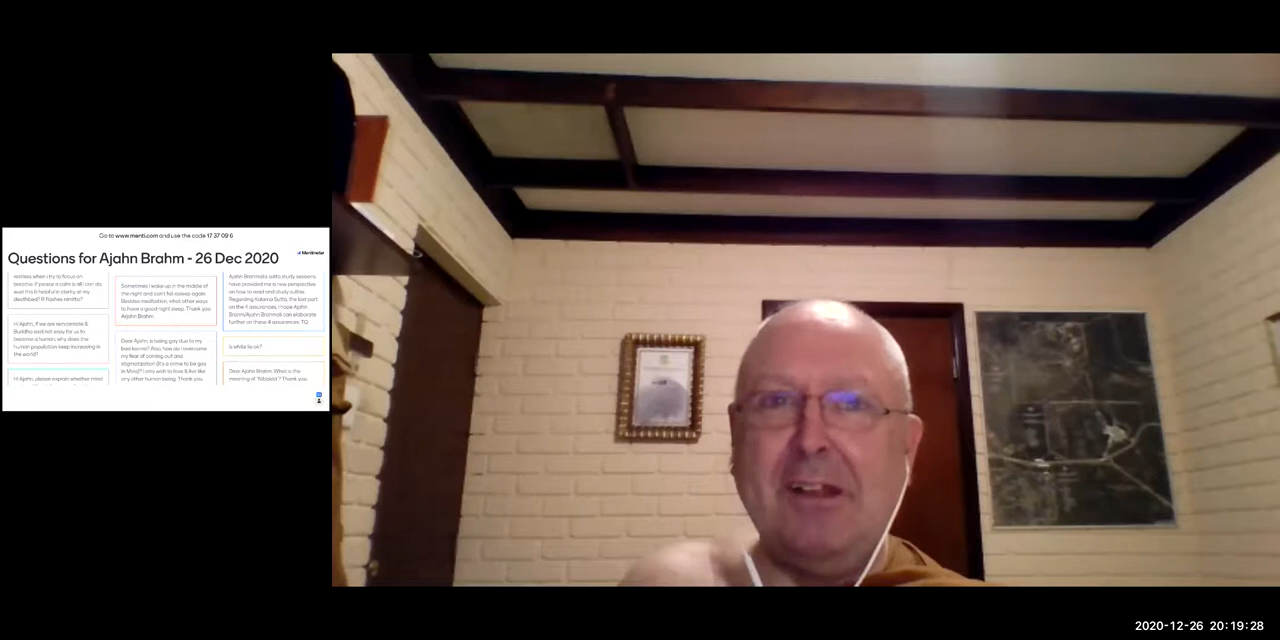 Go to www.menti.com and use the code 17 37 09 6
Questions for Ajahn Brahm - 26 Dec 2020
Mentimeter
restless when i try to focus on
breathe. If peace & calm is all i can do
wait this b helpful in clarity at my
deathbed? R flashes nimitta?
Hi Ajahn, if we are reincarnate &
Buddha said not easy for us to
become a human, why does the
human population keep increasing in
the world?
Hi Ajahn, please explain whether mind
Sometimes I wake up in the middle of
the night and can't fall asleep again.
Besides meditation, what other ways
to have a good night sleep. Thank you
Arjahn Brahm
Dear Ajahn, is being gay due to my
bad karma? Also, how do I overcome
my fear of coming out and
stigmatization (it's a crime to be gay
in Msia)? I only wish to love & live like
any other human being. Thank you
Ajahn Brahmali's sutta study sessions
have provided me a new perspective
on how to read and study suttas.
Regarding Kalama Sutta, the last part
on the 4 assurances, I hope Ajahn
Brahm/Ajahn Brahmali can elaborate
further on these 4 assurances. TQ
Is white lie ok?
Dear Ajahn Brahm, What is the
meaning of 'Nibbida'? Thank you
2020-12-26 20:19:28